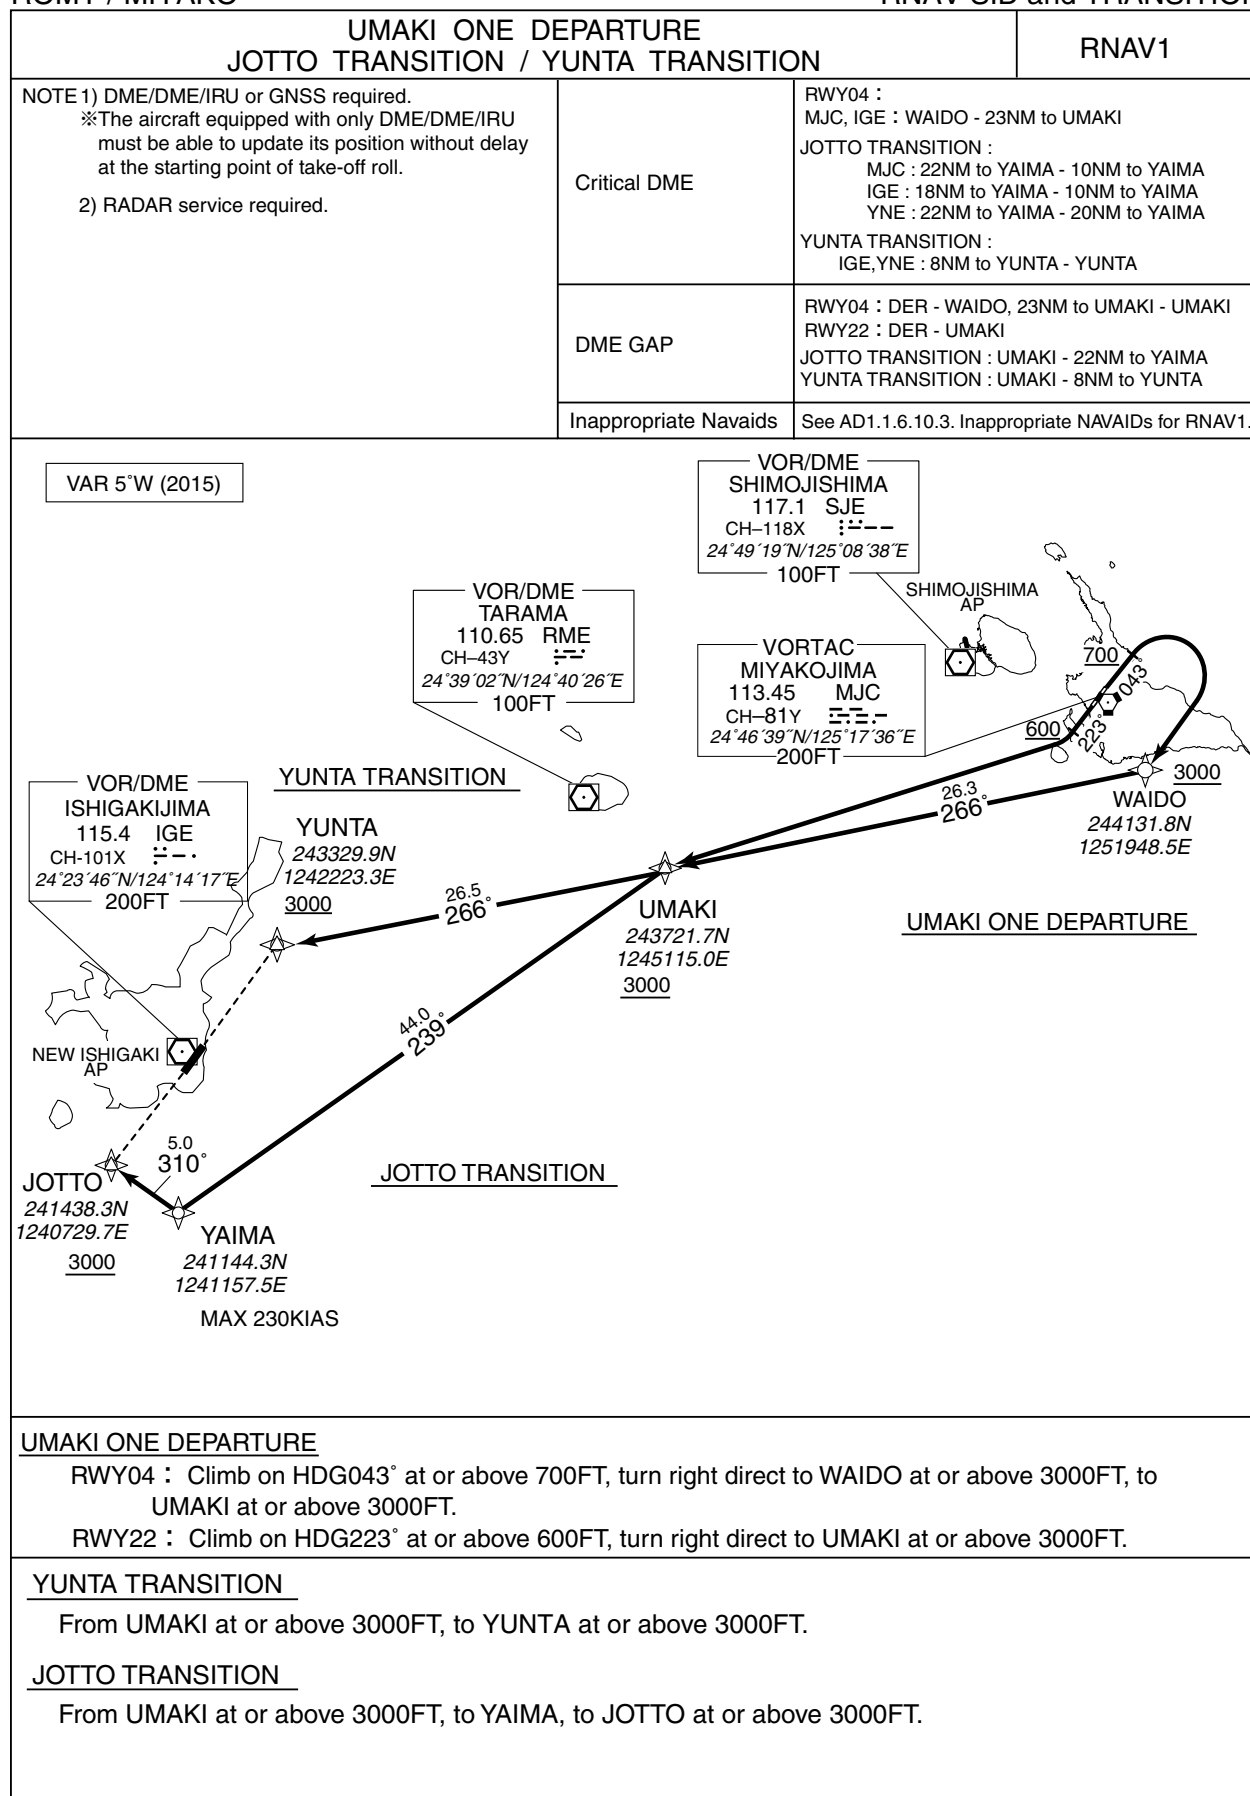 UMAKI ONE DEPARTURE
JOTTO TRANSITION / YUNTA TRANSITION
RNAV1
NOTE 1) DME/DME/IRU or GNSS required.
※The aircraft equipped with only DME/DME/IRU
must be able to update its position without delay
at the starting point of take-off roll.
2) RADAR service required.
Critical DME
RWY04 :
MJC, IGE : WAIDO - 23NM to UMAKI
JOTTO TRANSITION :
MJC : 22NM to YAIMA - 10NM to YAIMA
IGE : 18NM to YAIMA - 10NM to YAIMA
YNE : 22NM to YAIMA - 20NM to YAIMA
YUNTA TRANSITION :
IGE,YNE : 8NM to YUNTA - YUNTA
DME GAP
RWY04 : DER - WAIDO, 23NM to UMAKI - UMAKI
RWY22 : DER - UMAKI
JOTTO TRANSITION : UMAKI - 22NM to YAIMA
YUNTA TRANSITION : UMAKI - 8NM to YUNTA
Inappropriate Navaids
See AD1.1.6.10.3. Inappropriate NAVAIDs for RNAV1.
VAR 5˚W (2015)
VOR/DME
SHIMOJISHIMA
117.1 SJE
CH–118X
24˚49´19˝N/125˚08´38˝E
100FT
SHIMOJISHIMA
AP
VOR/DME
TARAMA
110.65 RME
CH–43Y
24˚39´02˝N/124˚40´26˝E
100FT
VORTAC
MIYAKOJIMA
113.45 MJC
CH–81Y
24˚46´39˝N/125˚17´36˝E
200FT
700
043˚
600
223˚
3000
WAIDO
244131.8N
1251948.5E
26.3
266˚
VOR/DME
ISHIGAKIJIMA
115.4 IGE
CH-101X
24˚23´46˝N/124˚14´17˝E
200FT
YUNTA TRANSITION
YUNTA
243329.9N
1242223.3E
3000
26.5
266˚
UMAKI
243721.7N
1245115.0E
3000
UMAKI ONE DEPARTURE
44.0
239˚
NEW ISHIGAKI
AP
5.0
310˚
JOTTO TRANSITION
JOTTO
241438.3N
1240729.7E
3000
YAIMA
241144.3N
1241157.5E
MAX 230KIAS
UMAKI ONE DEPARTURE
RWY04 : Climb on HDG043˚ at or above 700FT, turn right direct to WAIDO at or above 3000FT, to
UMAKI at or above 3000FT.
RWY22 : Climb on HDG223˚ at or above 600FT, turn right direct to UMAKI at or above 3000FT.
YUNTA TRANSITION
From UMAKI at or above 3000FT, to YUNTA at or above 3000FT.
JOTTO TRANSITION
From UMAKI at or above 3000FT, to YAIMA, to JOTTO at or above 3000FT.